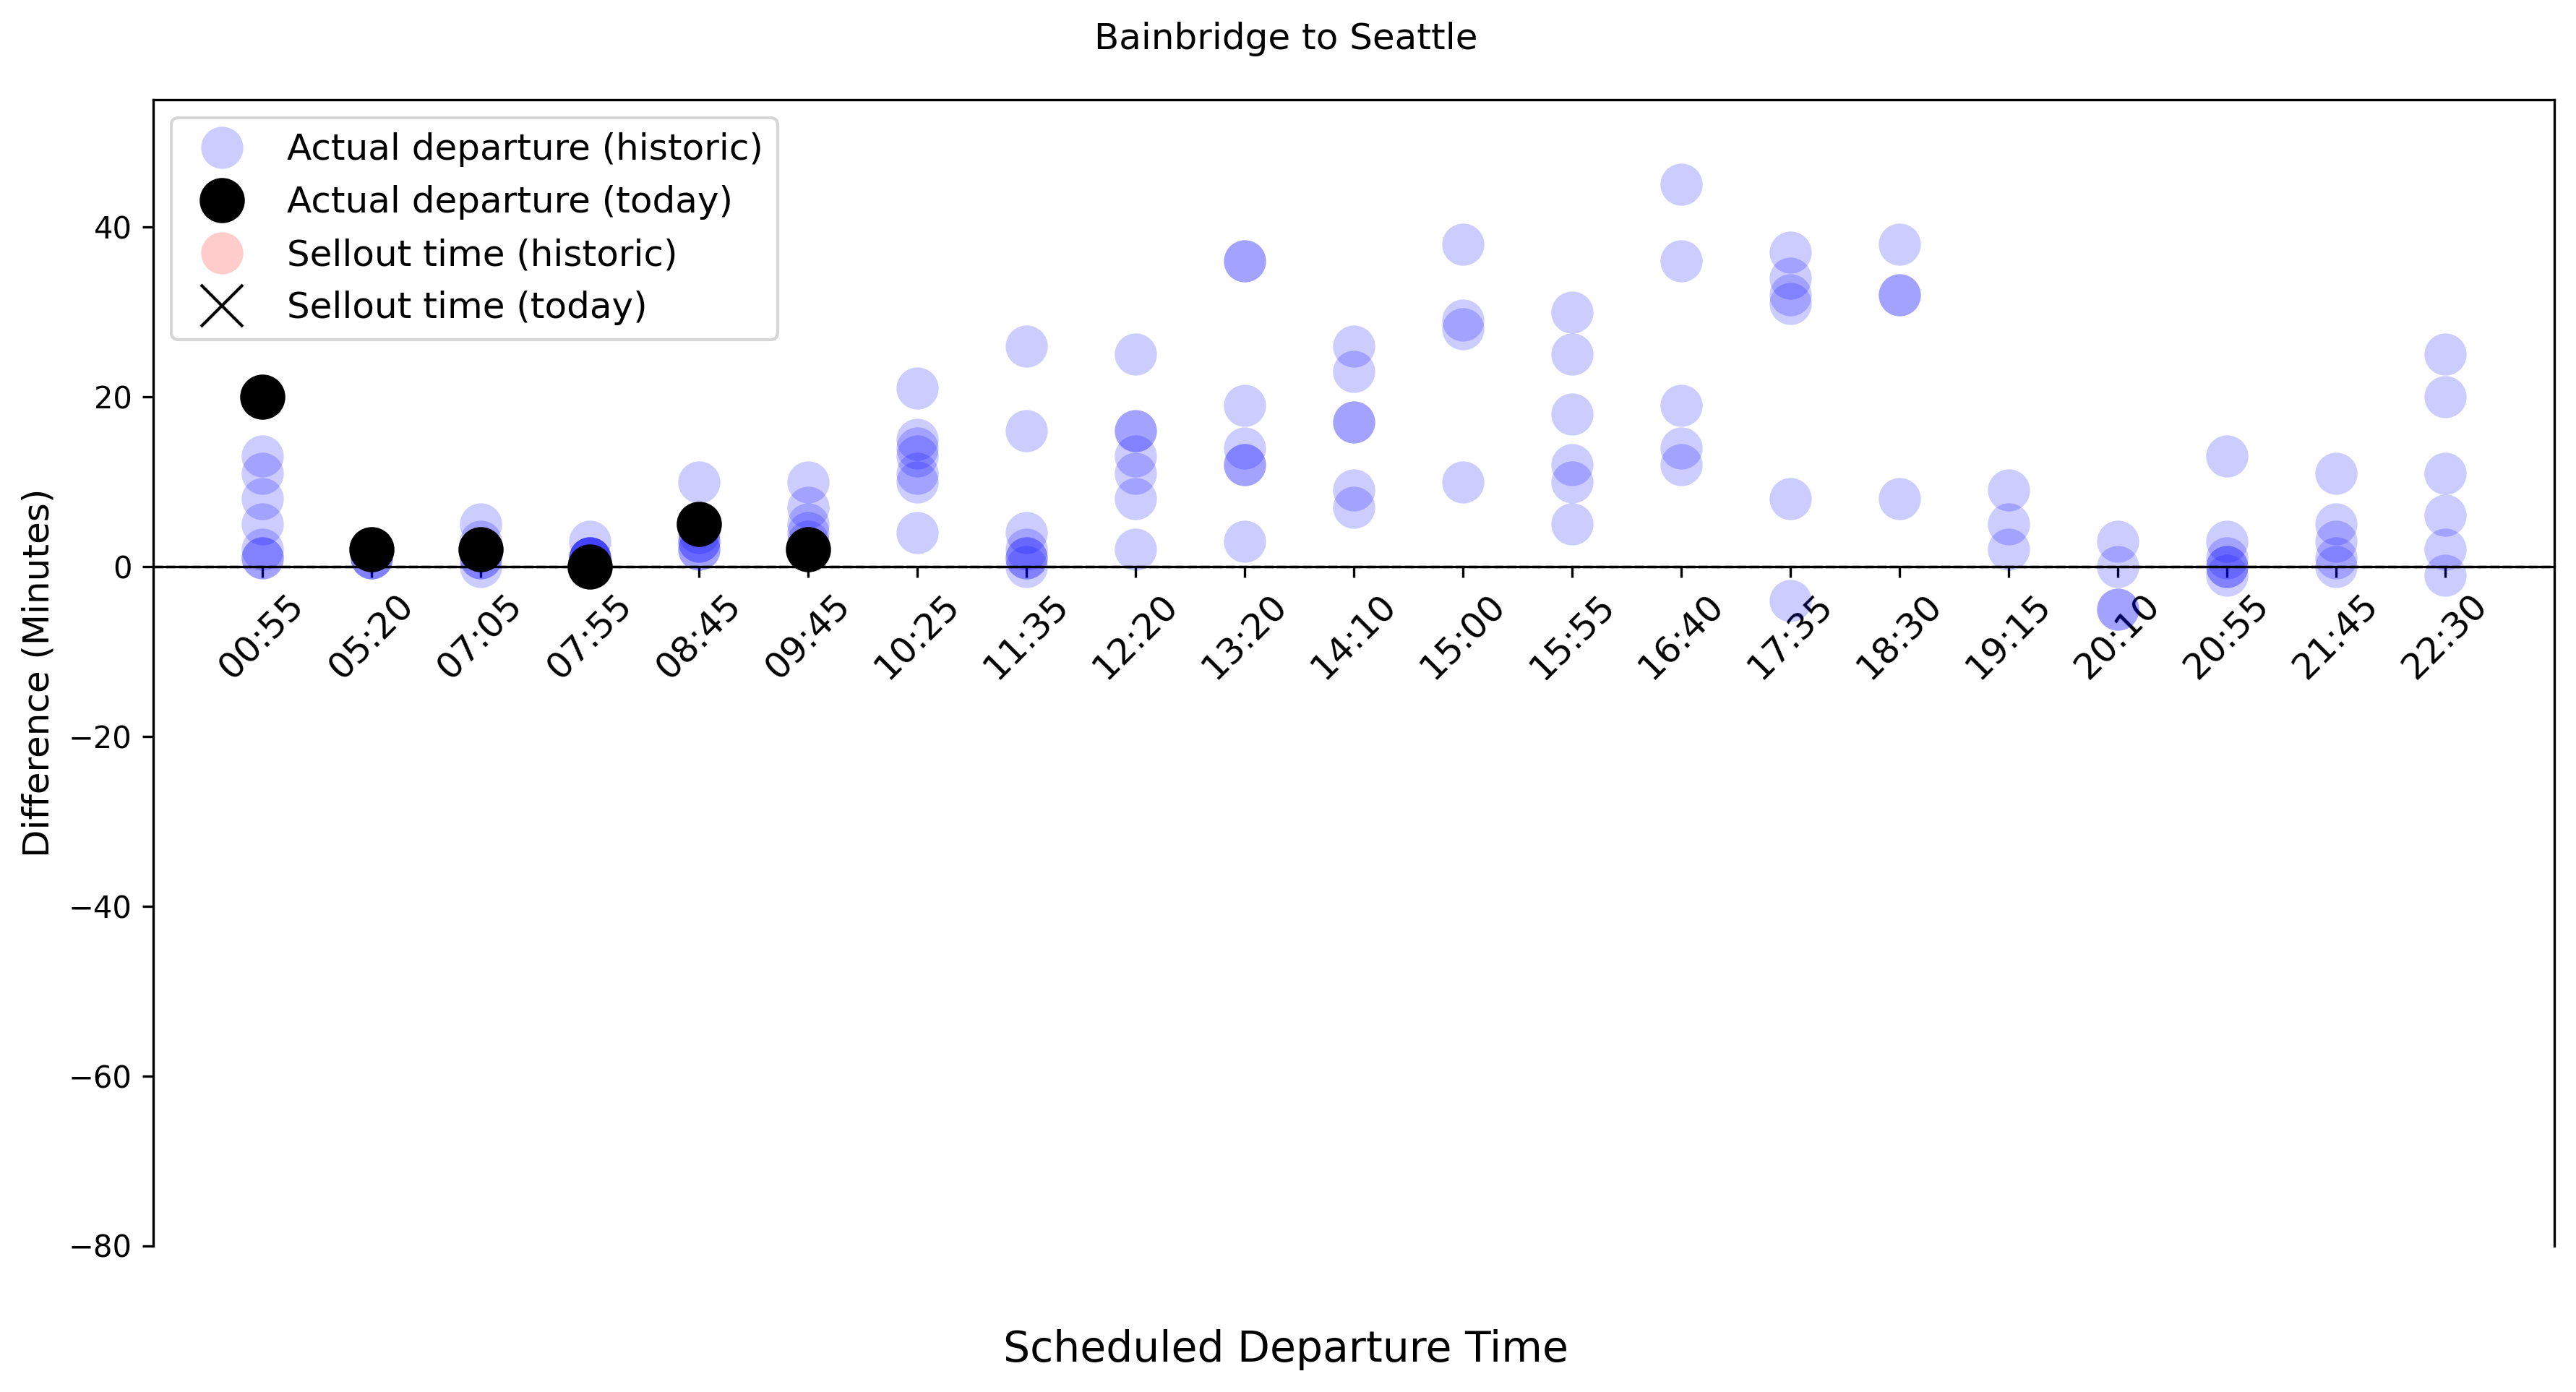 Bainbridge to Seattle
Actual departure (historic)
Actual departure (today)
Sellout time (historic)
Sellout time (today)
Difference (Minutes)
40
20
0
−20
−40
−60
−80
00:55 05:20 07:05 07:55 08:45 09:45 10:25 11:35 12:20 13:20 14:10 15:00 15:55 16:40 17:35 18:30 19:15 20:10 20:55 21:45 22:30
Scheduled Departure Time